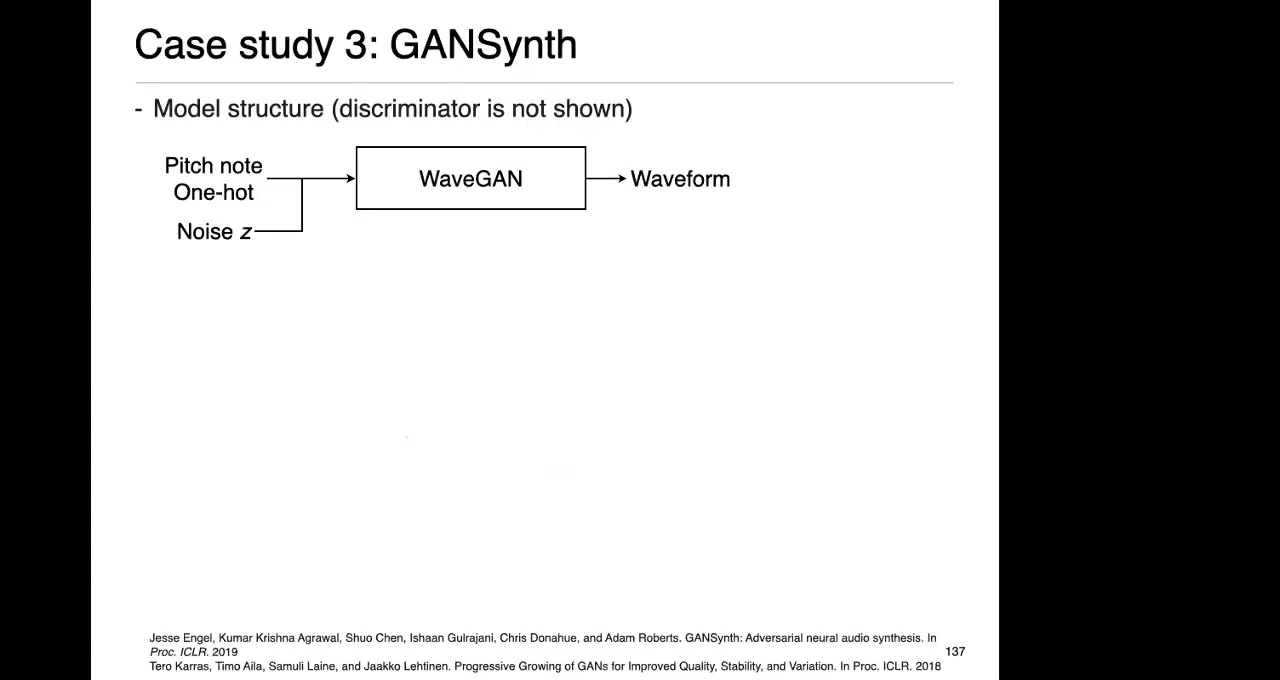 Case study 3: GANSynth
- Model structure (discriminator is not shown)
Pitch note
One-hot
Noise z
WaveGAN
Waveform
Jesse Engel, Kumar Krishna Agrawal, Shuo Chen, Ishaan Gulrajani, Chris Donahue, and Adam Roberts. GANSynth: Adversarial neural audio synthesis. In
Proc. ICLR. 2019
Tero Karras, Timo Aila, Samuli Laine, and Jaakko Lehtinen. Progressive Growing of GANs for Improved Quality, Stability, and Variation. In Proc. ICLR. 2018
137